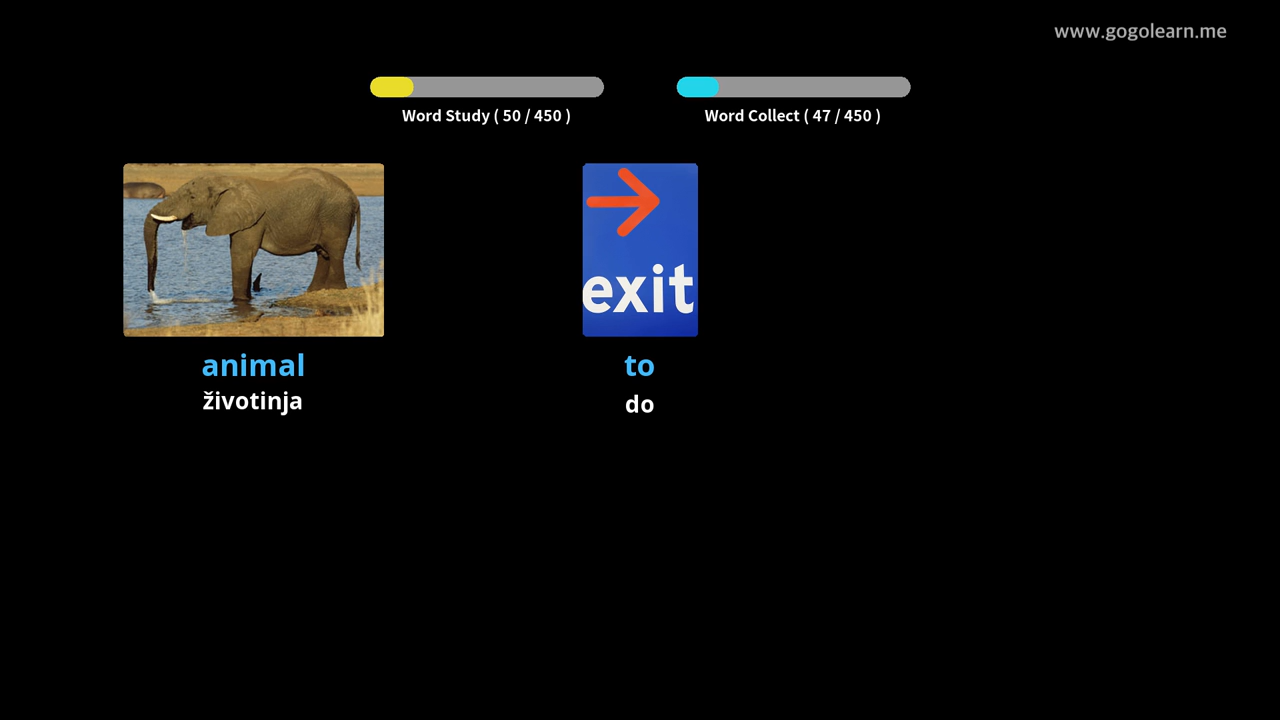 www.gogolearn.me
Word Study ( 50 / 450 )
Word Collect ( 47 / 450 )
exit
animal
životinja
to
do